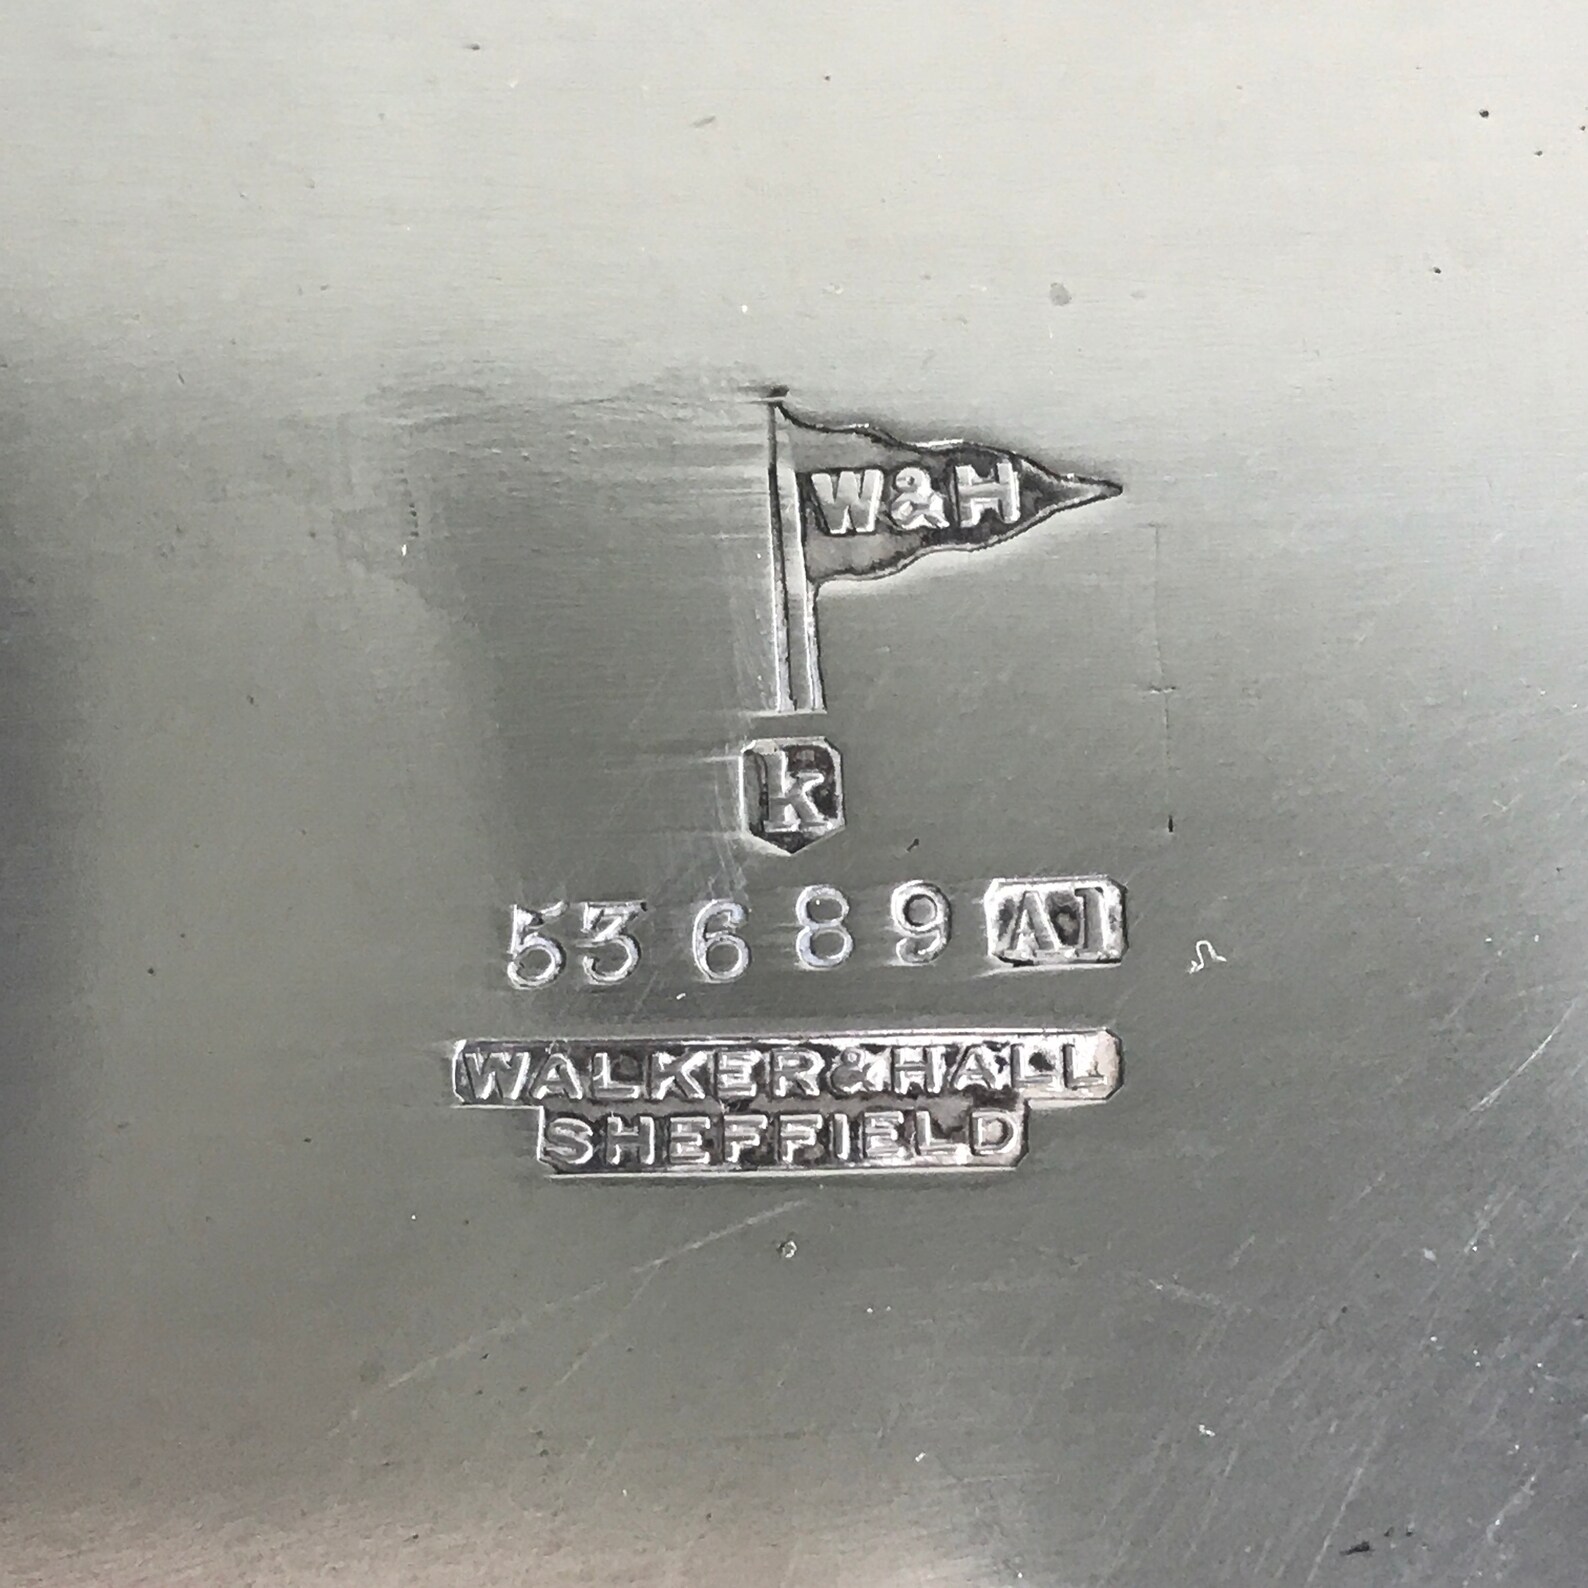 W&H
k
53689 A1
WALKER&HALL
SHEFFIELD